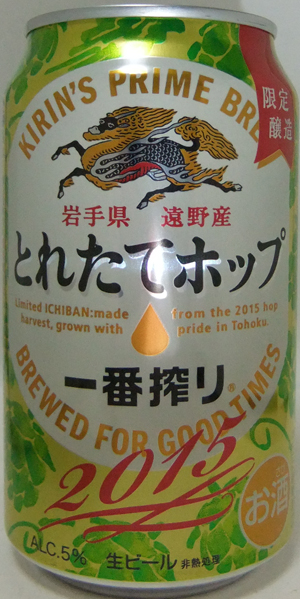 KIRIN'S PRIME BRE
限定
醸造
岩手県 遠野産
とれたてホップ
Limited ICHIBAN:made from the 2015 hop
harvest, grown with pride in Tohoku.
一番搾り®
BREWED FOR GOOD TIMES
2015
お酒
ALC.5% 生ビール 非熱処理